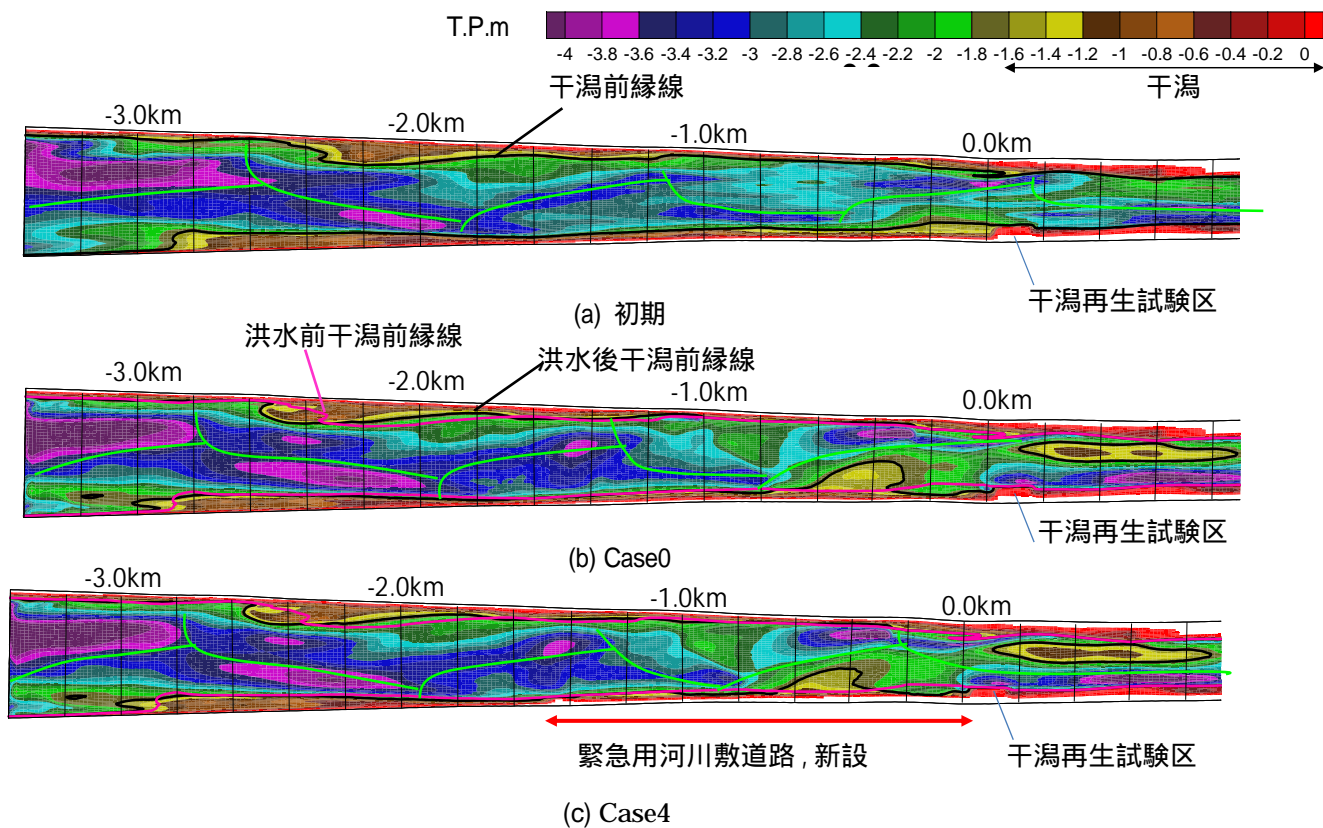 T.P.m
-4 -3.8 -3.6 -3.4 -3.2 -3 -2.8 -2.6 -2.4 -2.2 -2 -1.8 -1.6 -1.4 -1.2 -1 -0.8 -0.6 -0.4 -0.2 0
干潟前縁線
干潟
-3.0km -2.0km -1.0km 0.0km
干潟再生試験区
(a) 初期
洪水前干潟前縁線
洪水後干潟前縁線
-3.0km -2.0km -1.0km 0.0km
干潟再生試験区
(b) Case0
-3.0km -2.0km -1.0km 0.0km
緊急用河川敷道路 , 新設
干潟再生試験区
(c) Case4